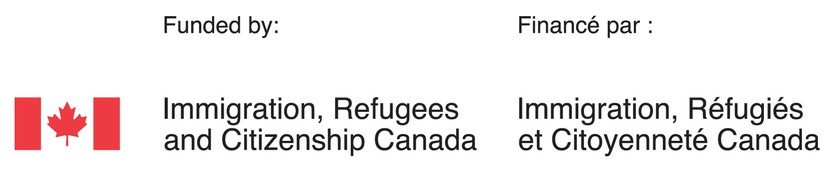 Funded by:
Immigration, Refugees
and Citizenship Canada
Financé par :
Immigration, Réfugiés
et Citoyenneté Canada